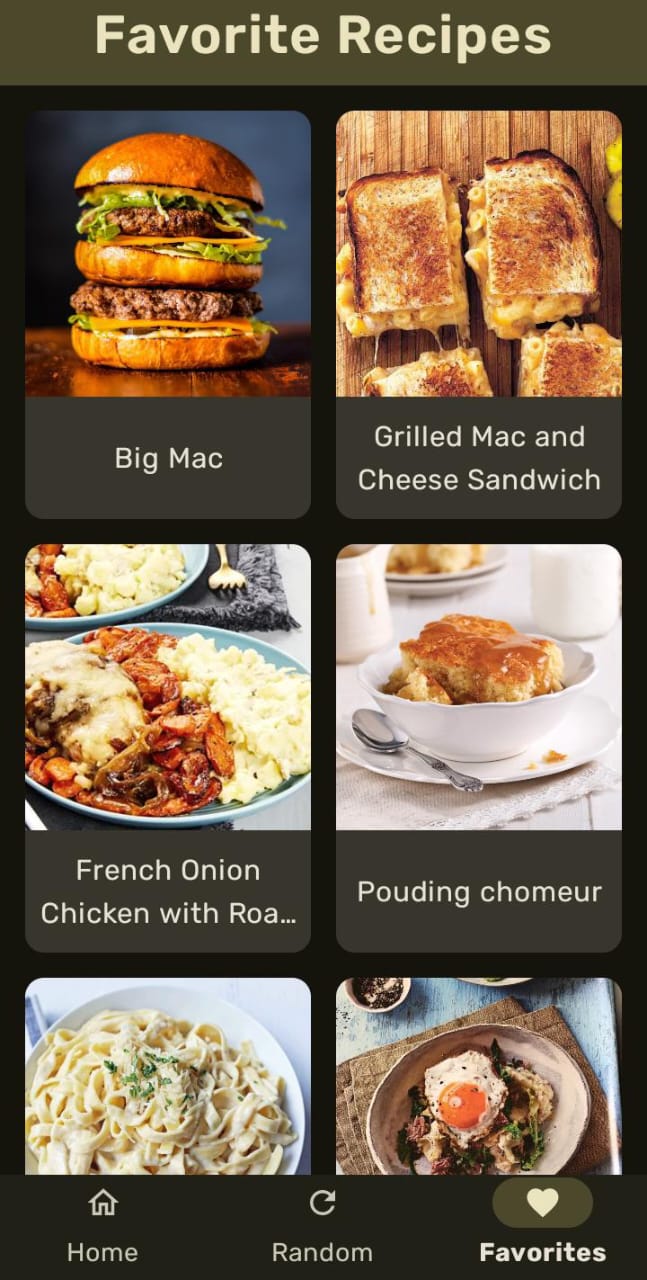 Favorite Recipes
Big Mac
Grilled Mac and
Cheese Sandwich
French Onion
Chicken with Roa...
Pouding chomeur
Home
Random
Favorites